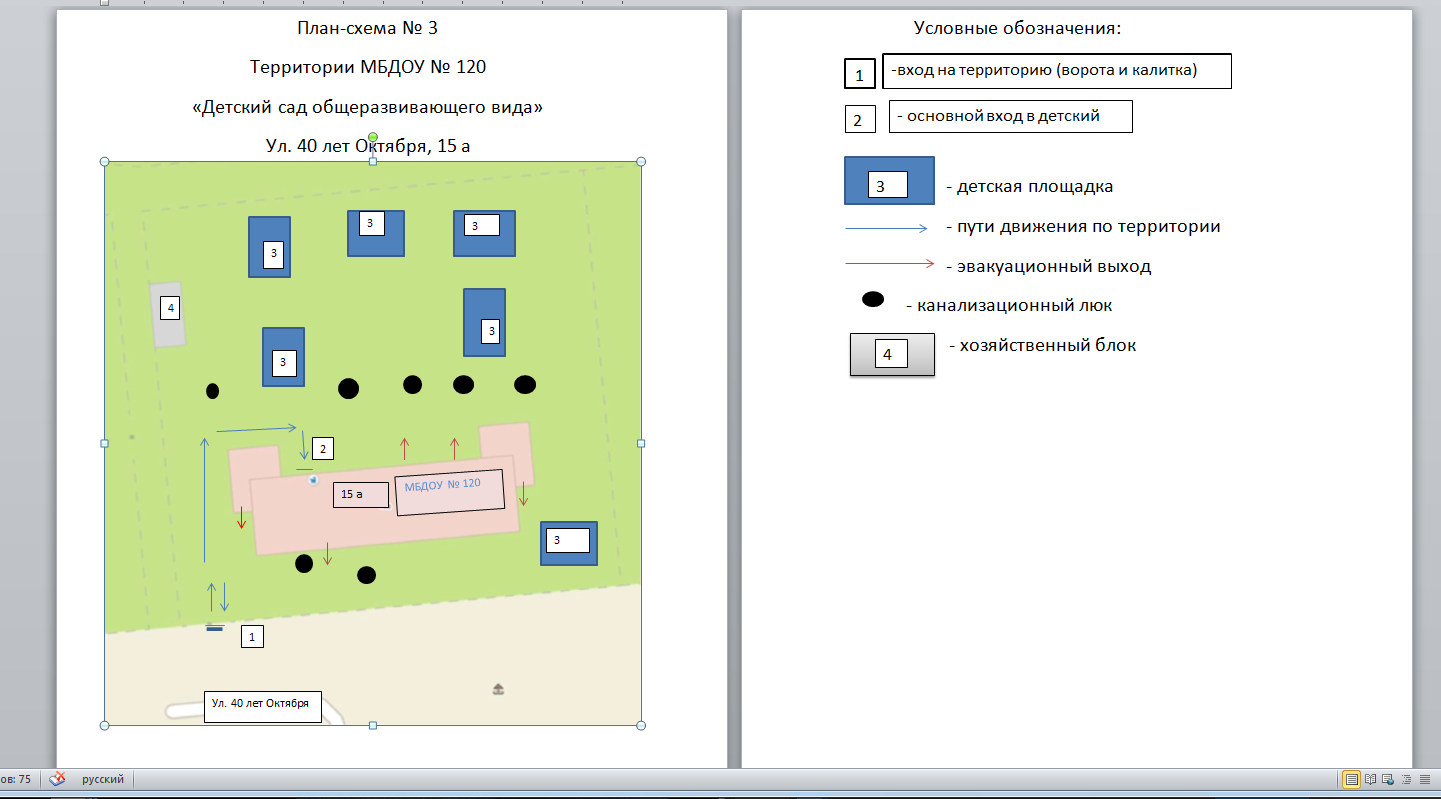 План-схема № 3
Территории МБДОУ № 120
«Детский сад общеразвивающего вида»
Ул. 40 лет Октября, 15 а
3
3
3
4
3
3
2
15 а
МБДОУ № 120
3
1
Ул. 40 лет Октября
Условные обозначения:
1
-вход на территорию (ворота и калитка)
2
- основной вход в детский
3
- детская площадка
- пути движения по территории
- эвакуационный выход
- канализационный люк
4
- хозяйственный блок
ов: 75
русский